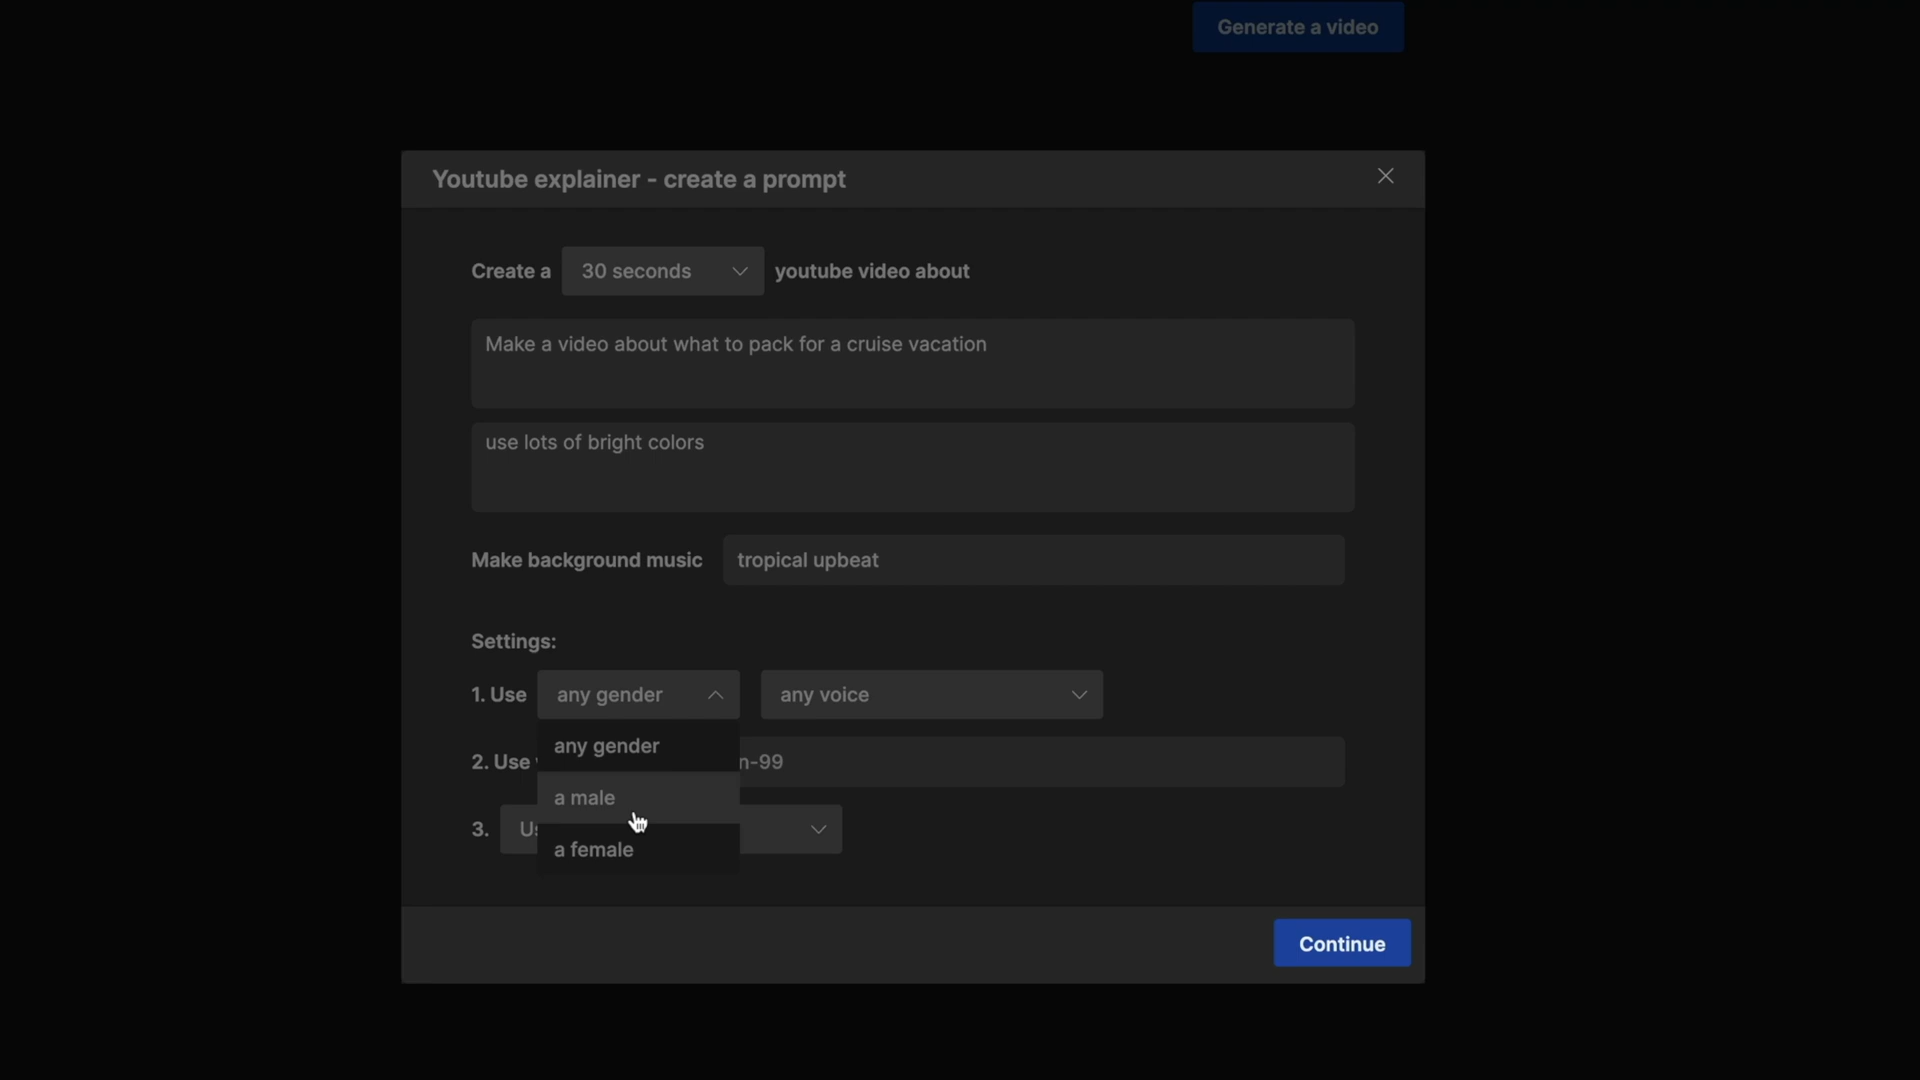 Generate a video
Youtube explainer - create a prompt
Create a 30 seconds youtube video about
Make a video about what to pack for a cruise vacation
use lots of bright colors
Make background music tropical upbeat
Settings:
1. Use any gender any voice
any gender
2. Use n-99
a male
3.
a female
Continue